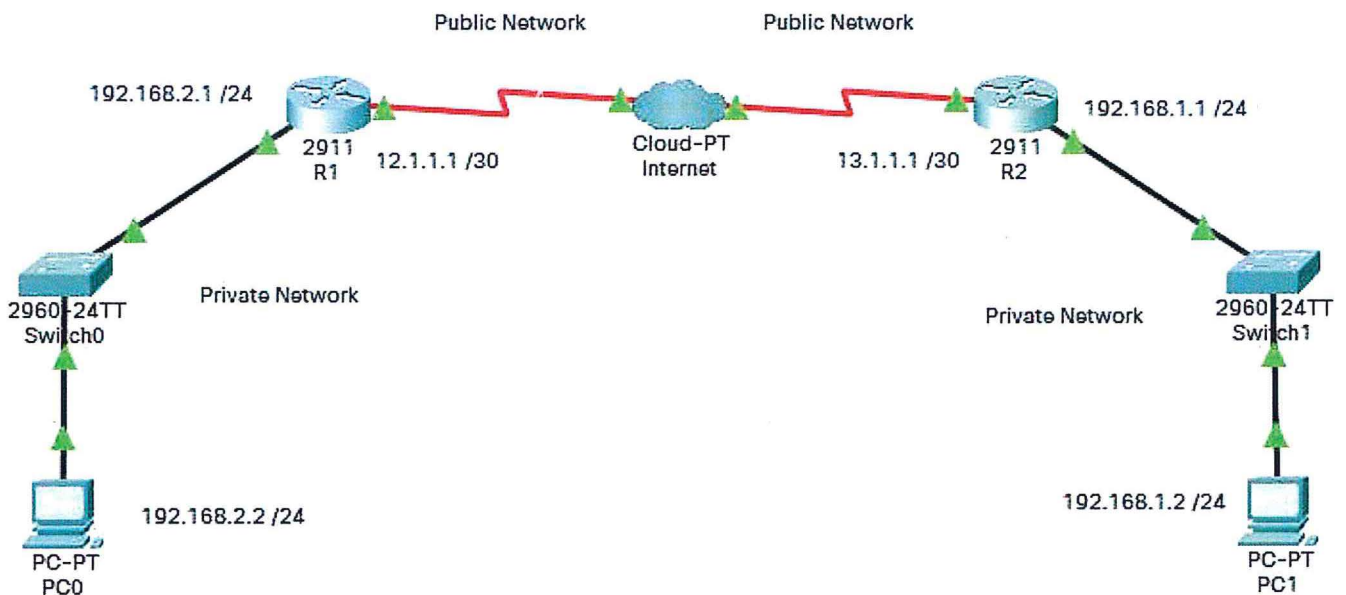 Public Network
Public Network
192.168.2.1 /24
2911
R1
12.1.1.1 /30
Cloud-PT
Internet
13.1.1.1 /30
2911
R2
192.168.1.1 /24
2960-24TT
Switch0
Private Network
Private Network
2960-24TT
Switch1
192.168.2.2 /24
PC-PT
PC0
192.168.1.2 /24
PC-PT
PC1